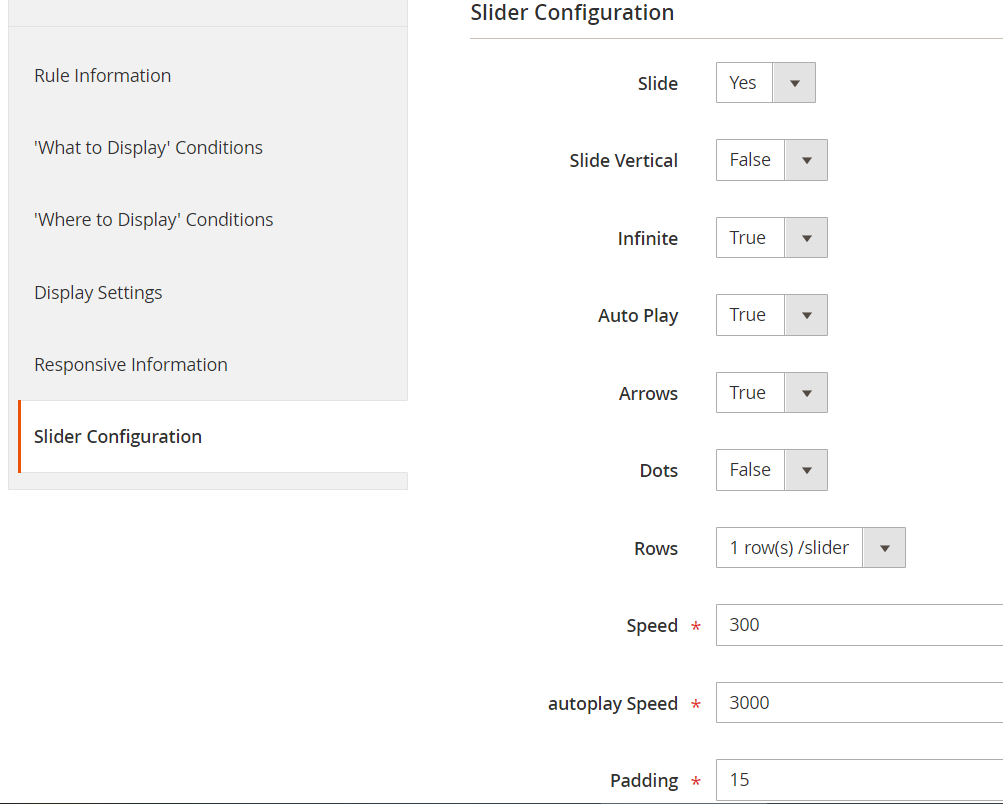 Rule Information
'What to Display' Conditions
'Where to Display' Conditions
Display Settings
Responsive Information
Slider Configuration
Slider Configuration
Slide Yes
Slide Vertical False
Infinite True
Auto Play True
Arrows True
Dots False
Rows 1 row(s) /slider
Speed * 300
autoplay Speed * 3000
Padding * 15